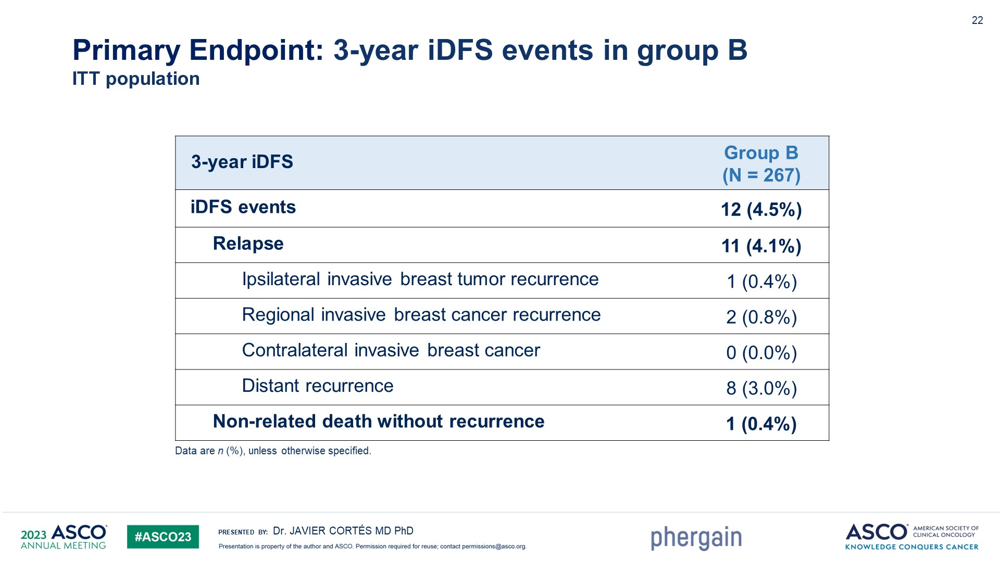 22
Primary Endpoint: 3-year iDFS events in group B
ITT population
3-year iDFS
Group B
(N = 267)
iDFS events
12 (4.5%)
Relapse
11 (4.1%)
Ipsilateral invasive breast tumor recurrence
1 (0.4%)
Regional invasive breast cancer recurrence
2 (0.8%)
Contralateral invasive breast cancer
0 (0.0%)
Distant recurrence
8 (3.0%)
Non-related death without recurrence
1 (0.4%)
Data are n (%), unless otherwise specified.
2023 ASCO®
ANNUAL MEETING
#ASCO23
PRESENTED BY: Dr. JAVIER CORTÉS MD PhD
Presentation is property of the author and ASCO. Permission required for reuse; contact permissions@asco.org.
phergain
ASCO® AMERICAN SOCIETY OF
CLINICAL ONCOLOGY
KNOWLEDGE CONQUERS CANCER